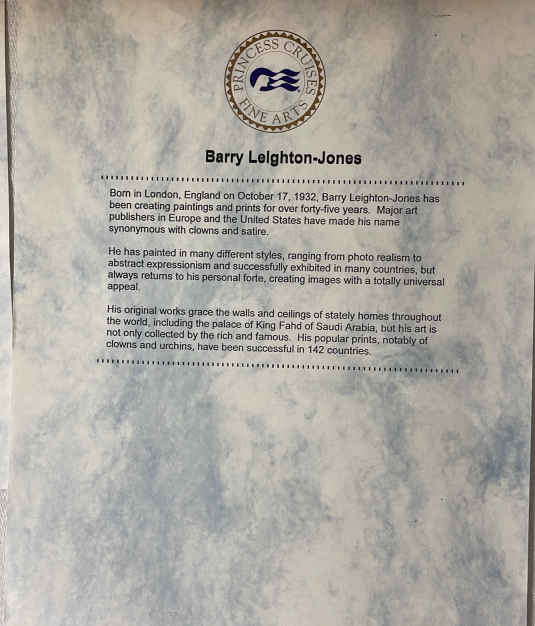 PRINCESS CRUISES
FINE ARTS
Barry Leighton-Jones
Born in London, England on October 17, 1932, Barry Leighton-Jones has
been creating paintings and prints for over forty-five years. Major art
publishers in Europe and the United States have made his name
synonymous with clowns and satire.
He has painted in many different styles, ranging from photo realism to
abstract expressionism and successfully exhibited in many countries, but
always returns to his personal forte, creating images with a totally universal
appeal.
His original works grace the walls and ceilings of stately homes throughout
the world, including the palace of King Fahd of Saudi Arabia, but his art is
not only collected by the rich and famous. His popular prints, notably of
clowns and urchins, have been successful in 142 countries.